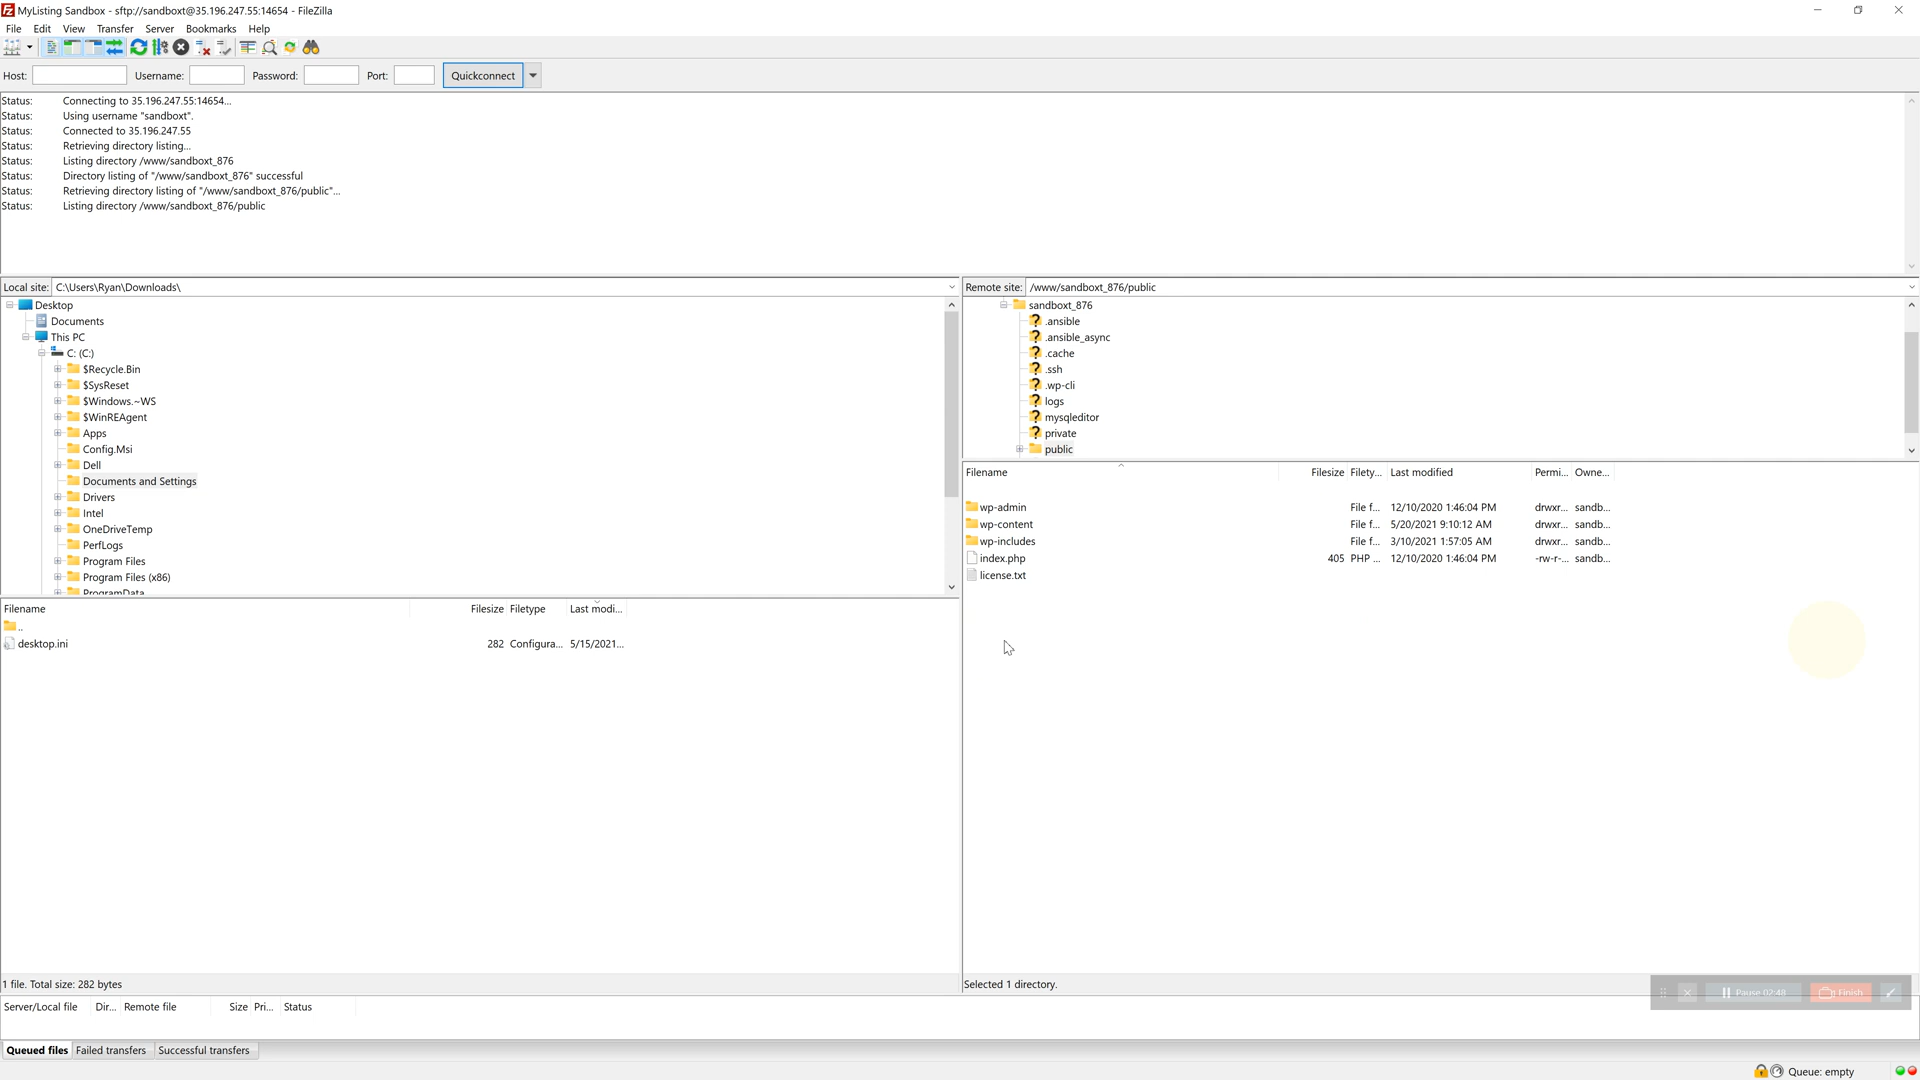 MyListing Sandbox - sftp://sandboxt@35.196.247.55:14654 - FileZilla
File Edit View Transfer Server Bookmarks Help
Host: Username: Password: Port: Quickconnect
Status: Connecting to 35.196.247.55:14654...
Status: Using username "sandboxt".
Status: Connected to 35.196.247.55
Status: Retrieving directory listing...
Status: Listing directory /www/sandboxt_876
Status: Directory listing of "/www/sandboxt_876" successful
Status: Retrieving directory listing of "/www/sandboxt_876/public"...
Status: Listing directory /www/sandboxt_876/public
Local site: C:\Users\Ryan\Downloads\
Desktop
Documents
This PC
C: (C:)
$Recycle.Bin
$SysReset
$Windows.~WS
$WinREAgent
Apps
Config.Msi
Dell
Documents and Settings
Drivers
Intel
OneDriveTemp
PerfLogs
Program Files
Program Files (x86)
ProgramData
Filename Filesize Filetype Last modi...
..
desktop.ini 282 Configura... 5/15/2021...
1 file. Total size: 282 bytes
Remote site: /www/sandboxt_876/public
sandboxt_876
.ansible
.ansible_async
.cache
.ssh
.wp-cli
logs
mysqleditor
private
public
Filename Filesize Filety... Last modified Permi... Owne...
wp-admin File f... 12/10/2020 1:46:04 PM drwxr... sandb...
wp-content File f... 5/20/2021 9:10:12 AM drwxr... sandb...
wp-includes File f... 3/10/2021 1:57:05 AM drwxr... sandb...
index.php 405 PHP ... 12/10/2020 1:46:04 PM -rw-r-... sandb...
license.txt
Selected 1 directory.
Pause 02:48 Finish
Server/Local file Dir... Remote file Size Pri... Status
Queued files Failed transfers Successful transfers
Queue: empty